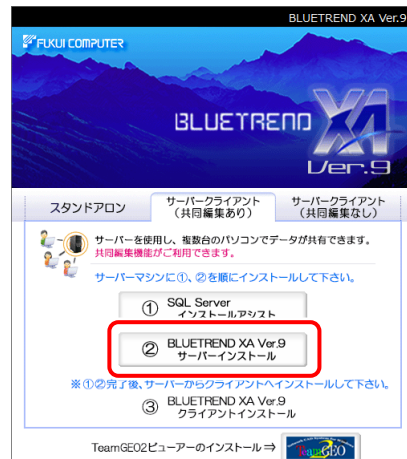 BLUETREND XA Ver.9
FUKUI COMPUTER
BLUETREND XA
Ver.9
スタンドアロン
サーバークライアント
（共同編集あり）
サーバークライアント
（共同編集なし）
サーバーを使用し、複数台のパソコンでデータが共有できます。
共同編集機能がご利用できます。
サーバーマシンに①、②を順にインストールして下さい。
① SQL Server
インストールアシスト
② BLUETREND XA Ver.9
サーバーインストール
※①②完了後、サーバーからクライアントへインストールして下さい。
③ BLUETREND XA Ver.9
クライアントインストール
TeamGEO2ビューアーのインストール⇒
TeamGEO